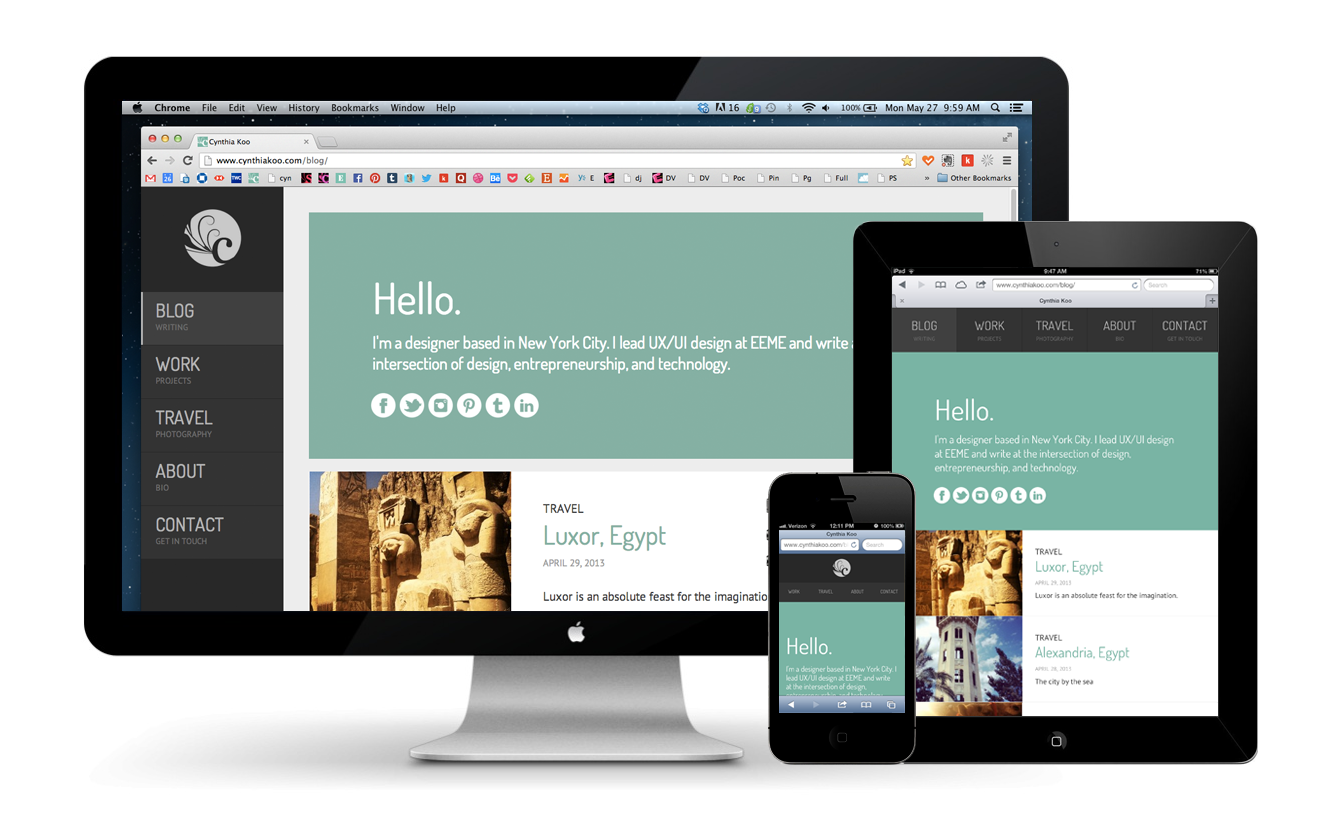 Chrome File Edit View History Bookmarks Window Help
16 100% Mon May 27 9:59 AM
Cynthia Koo
www.cynthiakoo.com/blog/
26 TWC cyn E dj DV DV Poc Pin Pg Full PS » Other Bookmarks
BLOG
WRITING
WORK
PROJECTS
TRAVEL
PHOTOGRAPHY
ABOUT
BIO
CONTACT
GET IN TOUCH
Hello.
I'm a designer based in New York City. I lead UX/UI design at EEME and write
intersection of design, entrepreneurship, and technology.
TRAVEL
Luxor, Egypt
APRIL 29, 2013
Luxor is an absolute feast for the imagination
iPad 9:47 AM 71%
www.cynthiakoo.com/blog/ Search
Cynthia Koo
BLOG WORK TRAVEL ABOUT CONTACT
WRITING PROJECTS PHOTOGRAPHY BIO GET IN TOUCH
Hello.
I'm a designer based in New York City. I lead UX/UI design
at EEME and write at the intersection of design,
entrepreneurship, and technology.
TRAVEL
Luxor, Egypt
APRIL 29, 2013
Luxor is an absolute feast for the imagination.
TRAVEL
Alexandria, Egypt
APRIL 28, 2013
The city by the sea
Verizon 12:11 PM 100%
Cynthia Koo
www.cynthiakoo.com Search
WORK TRAVEL ABOUT CONTACT
Hello.
I'm a designer based in New York City. I
lead UX/UI design at EEME and write
at the intersection of design,
entrepreneurship, and technology.